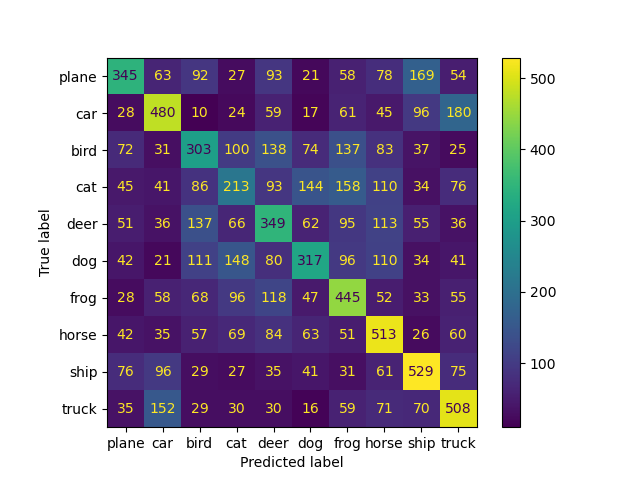 plane 345 63 92 27 93 21 58 78 169 54
car 28 480 10 24 59 17 61 45 96 180
bird 72 31 303 100 138 74 137 83 37 25
cat 45 41 86 213 93 144 158 110 34 76
deer 51 36 137 66 349 62 95 113 55 36
dog 42 21 111 148 80 317 96 110 34 41
frog 28 58 68 96 118 47 445 52 33 55
horse 42 35 57 69 84 63 51 513 26 60
ship 76 96 29 27 35 41 31 61 529 75
truck 35 152 29 30 30 16 59 71 70 508
plane car bird cat deer dog frog horse ship truck
Predicted label
True label
500
400
300
200
100